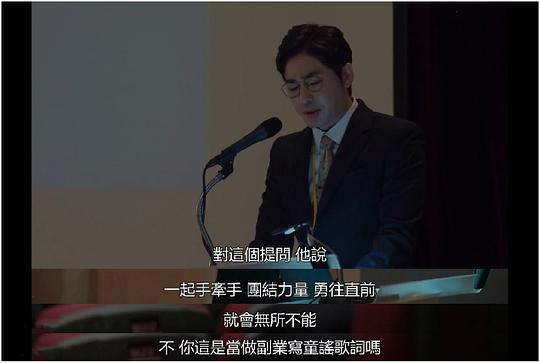 對這個提問 他說
一起手牽手 團結力量 勇往直前
就會無所不能
不 你這是當做副業寫童謠歌詞嗎